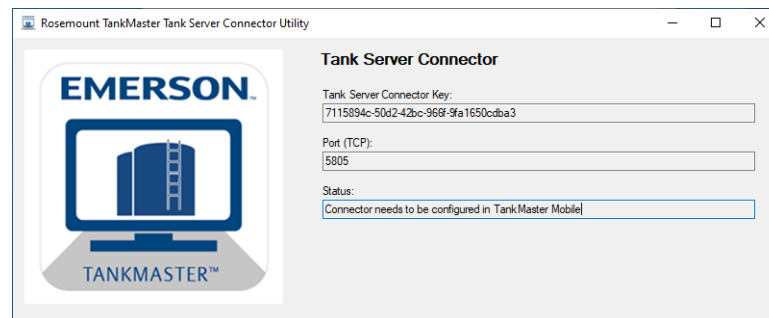 Rosemount TankMaster Tank Server Connector Utility
EMERSON™
TANKMASTER™
Tank Server Connector
Tank Server Connector Key:
7115894c-50d2-42bc-966f-9fa1650cdba3
Port (TCP):
5805
Status:
Connector needs to be configured in TankMaster Mobile